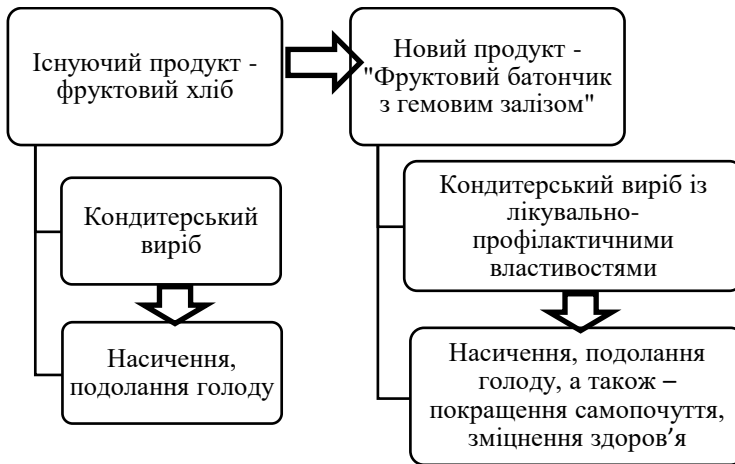 Існуючий продукт -
фруктовий хліб
Новий продукт -
"Фруктовий батончик
з гемовим залізом"
Кондитерський
виріб
Насичення,
подолання голоду
Кондитерський виріб із
лікувально-
профілактичними
властивостями
Насичення, подолання
голоду, а також –
покращення самопочуття,
зміцнення здоров’я